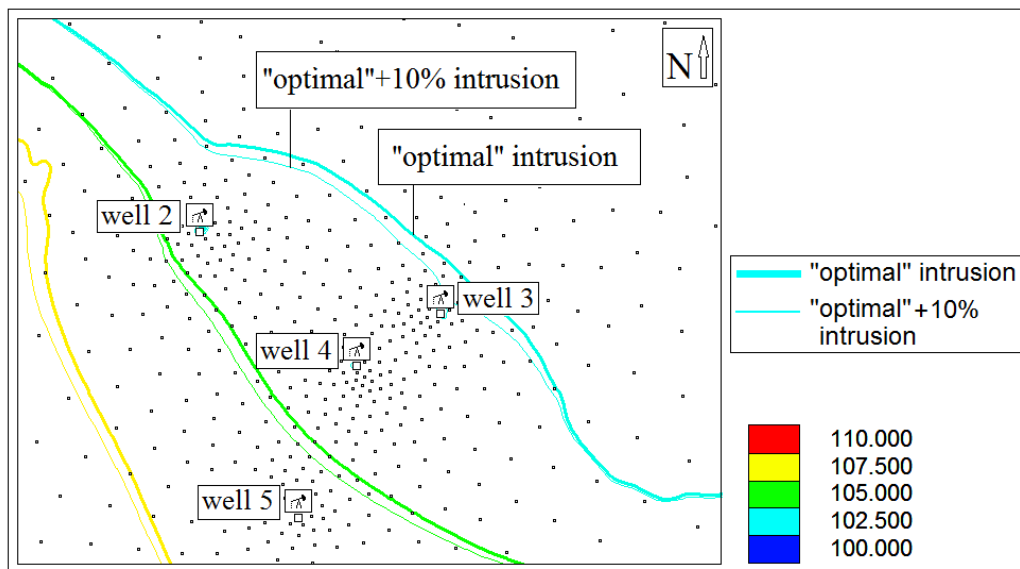 N
"optimal"+10% intrusion
"optimal" intrusion
well 2
well 3
well 4
well 5
"optimal" intrusion
"optimal"+10%
intrusion
110.000
107.500
105.000
102.500
100.000